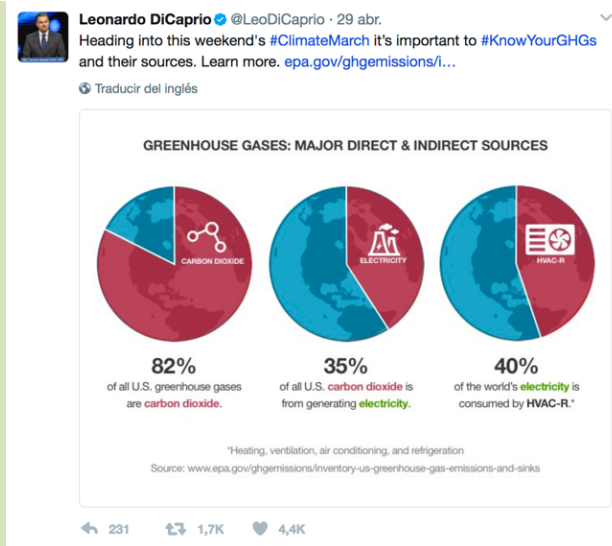 Leonardo DiCaprio @LeoDiCaprio · 29 abr.
Heading into this weekend's #ClimateMarch it's important to #KnowYourGHGs
and their sources. Learn more. epa.gov/ghgemissions/i…
Traducir del inglés
GREENHOUSE GASES: MAJOR DIRECT & INDIRECT SOURCES
CARBON DIOXIDE
ELECTRICITY
HVAC-R
82%
of all U.S. greenhouse gases
are carbon dioxide.
35%
of all U.S. carbon dioxide is
from generating electricity.
40%
of the world's electricity is
consumed by HVAC-R.*
*Heating, ventilation, air conditioning, and refrigeration
Source: www.epa.gov/ghgemissions/inventory-us-greenhouse-gas-emissions-and-sinks
231 1,7K 4,4K